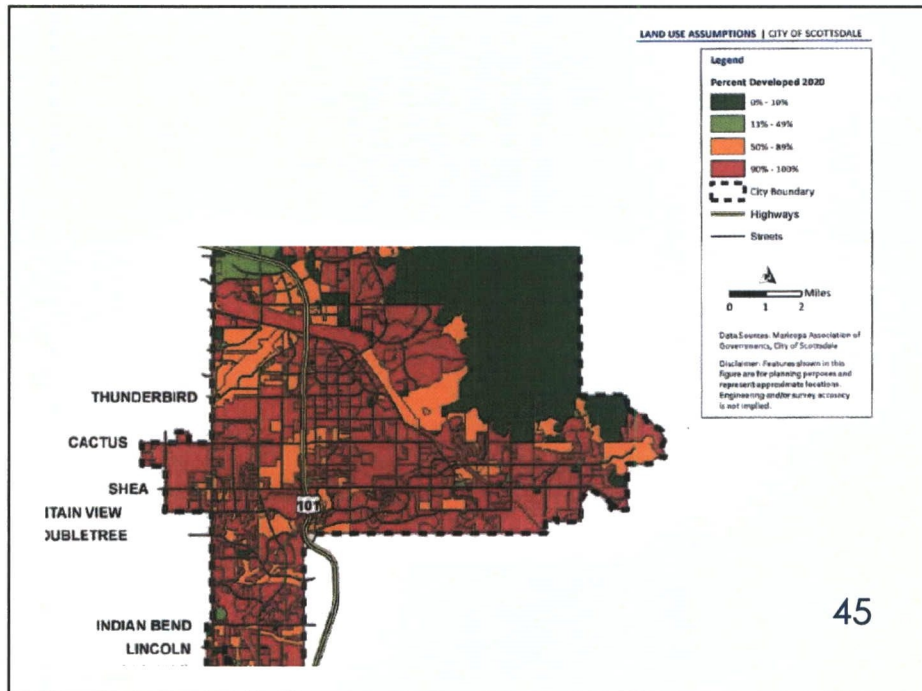 LAND USE ASSUMPTIONS | CITY OF SCOTTSDALE
Legend
Percent Developed 2020
0% - 10%
11% - 49%
50% - 89%
90% - 100%
City Boundary
Highways
Streets
Miles
0 1 2
Data Sources: Maricopa Association of
Governments, City of Scottsdale
Disclaimer: Features shown in this
figure are for planning purposes and
represent approximate locations.
Engineering and/or survey accuracy
is not implied.
THUNDERBIRD
CACTUS
SHEA
101
ITAIN VIEW
OUBLETREE
INDIAN BEND
LINCOLN
45